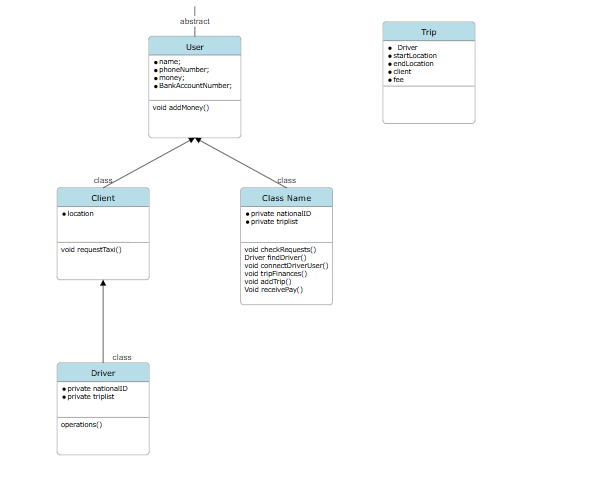 abstract
User
name;
phoneNumber;
money;
BankAccountNumber;
void addMoney()
Trip
Driver
startLocation
endLocation
client
fee
class
Client
location
void requestTaxi()
class
Class Name
private nationalID
private triplist
void checkRequests()
Driver findDriver()
void connectDriverUser()
void tripFinances()
void addTrip()
Void receivePay()
class
Driver
private nationalID
private triplist
operations()